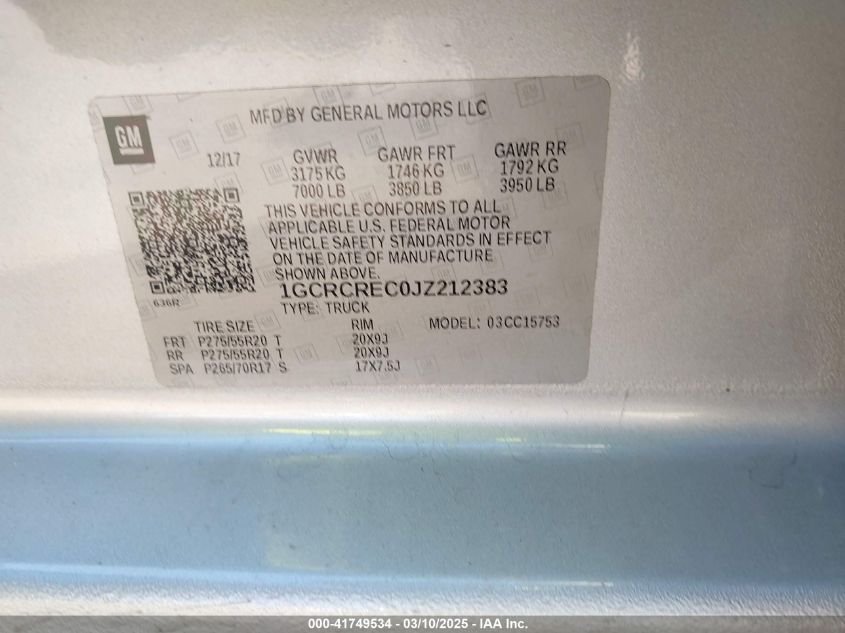 MFD BY GENERAL MOTORS LLC
GM
12/17 GVWR GAWR FRT GAWR RR
3175 KG 1746 KG 1792 KG
7000 LB 3850 LB 3950 LB
THIS VEHICLE CONFORMS TO ALL
APPLICABLE U.S. FEDERAL MOTOR
VEHICLE SAFETY STANDARDS IN EFFECT
ON THE DATE OF MANUFACTURE
SHOWN ABOVE.
636R
1GCRCREC0JZ212383
TYPE: TRUCK
TIRE SIZE RIM MODEL: 03CC15753
FRT P275/55R20 T 20X9J
RR P275/55R20 T 20X9J
SPA P265/70R17 S 17X7.5J
000-41749534 - 03/10/2025 - IAA Inc.